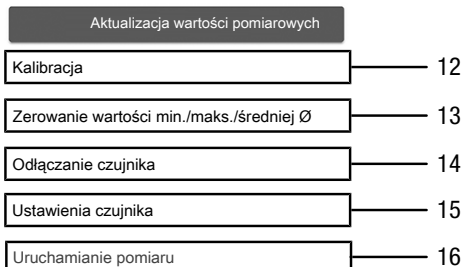 Aktualizacja wartości pomiarowych
Kalibracja 12
Zerowanie wartości min./maks./średniej Ø 13
Odłączanie czujnika 14
Ustawienia czujnika 15
Uruchamianie pomiaru 16